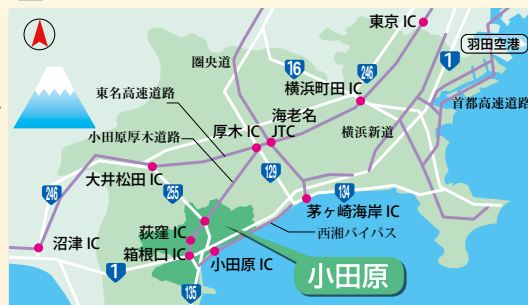 東京 IC
羽田空港
1
圏央道
16
246
横浜町田 IC
首都高速道路
東名高速道路
海老名
JTC
横浜新道
小田原厚木道路
厚木 IC
大井松田 IC
129
134
246
255
茅ヶ崎海岸 IC
荻窪 IC
西湘バイパス
沼津 IC
箱根口 IC
小田原 IC
小田原
1
135